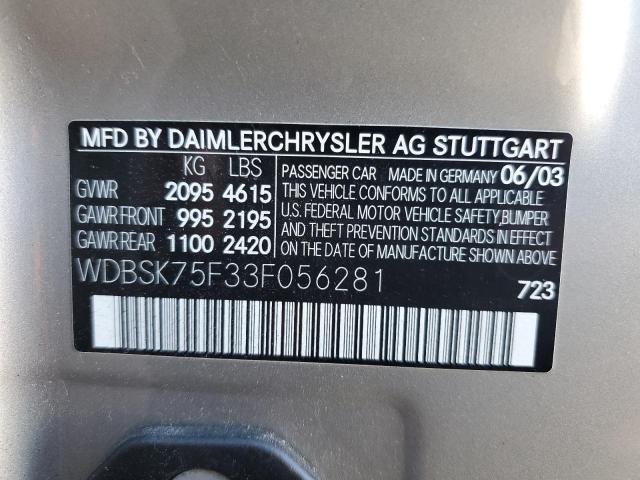 MFD BY DAIMLERCHRYSLER AG STUTTGART
KG LBS
GVWR 2095 4615
GAWR FRONT 995 2195
GAWR REAR 1100 2420
PASSENGER CAR MADE IN GERMANY 06/03
THIS VEHICLE CONFORMS TO ALL APPLICABLE
U.S. FEDERAL MOTOR VEHICLE SAFETY,BUMPER
AND THEFT PREVENTION STANDARDS IN EFFECT
ON THE DATE OF MANUFACTURE SHOWN ABOVE
WDBSK75F33F056281
723